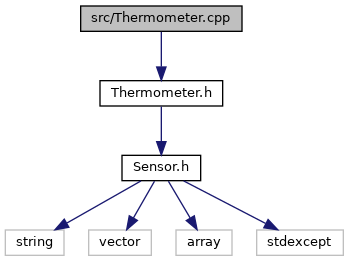 src/Thermometer.cpp
Thermometer.h
Sensor.h
string
vector
array
stdexcept